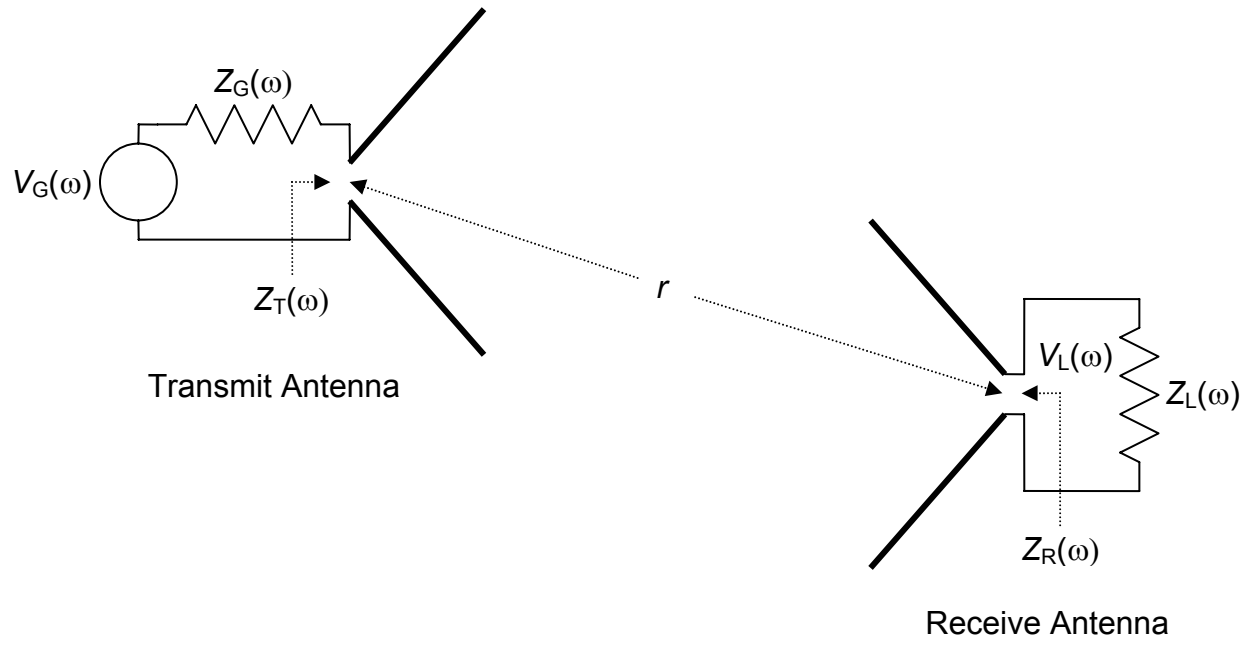 Z_G(ω)
V_G(ω)
Z_T(ω)
Transmit Antenna
r
V_L(ω)
Z_L(ω)
Z_R(ω)
Receive Antenna